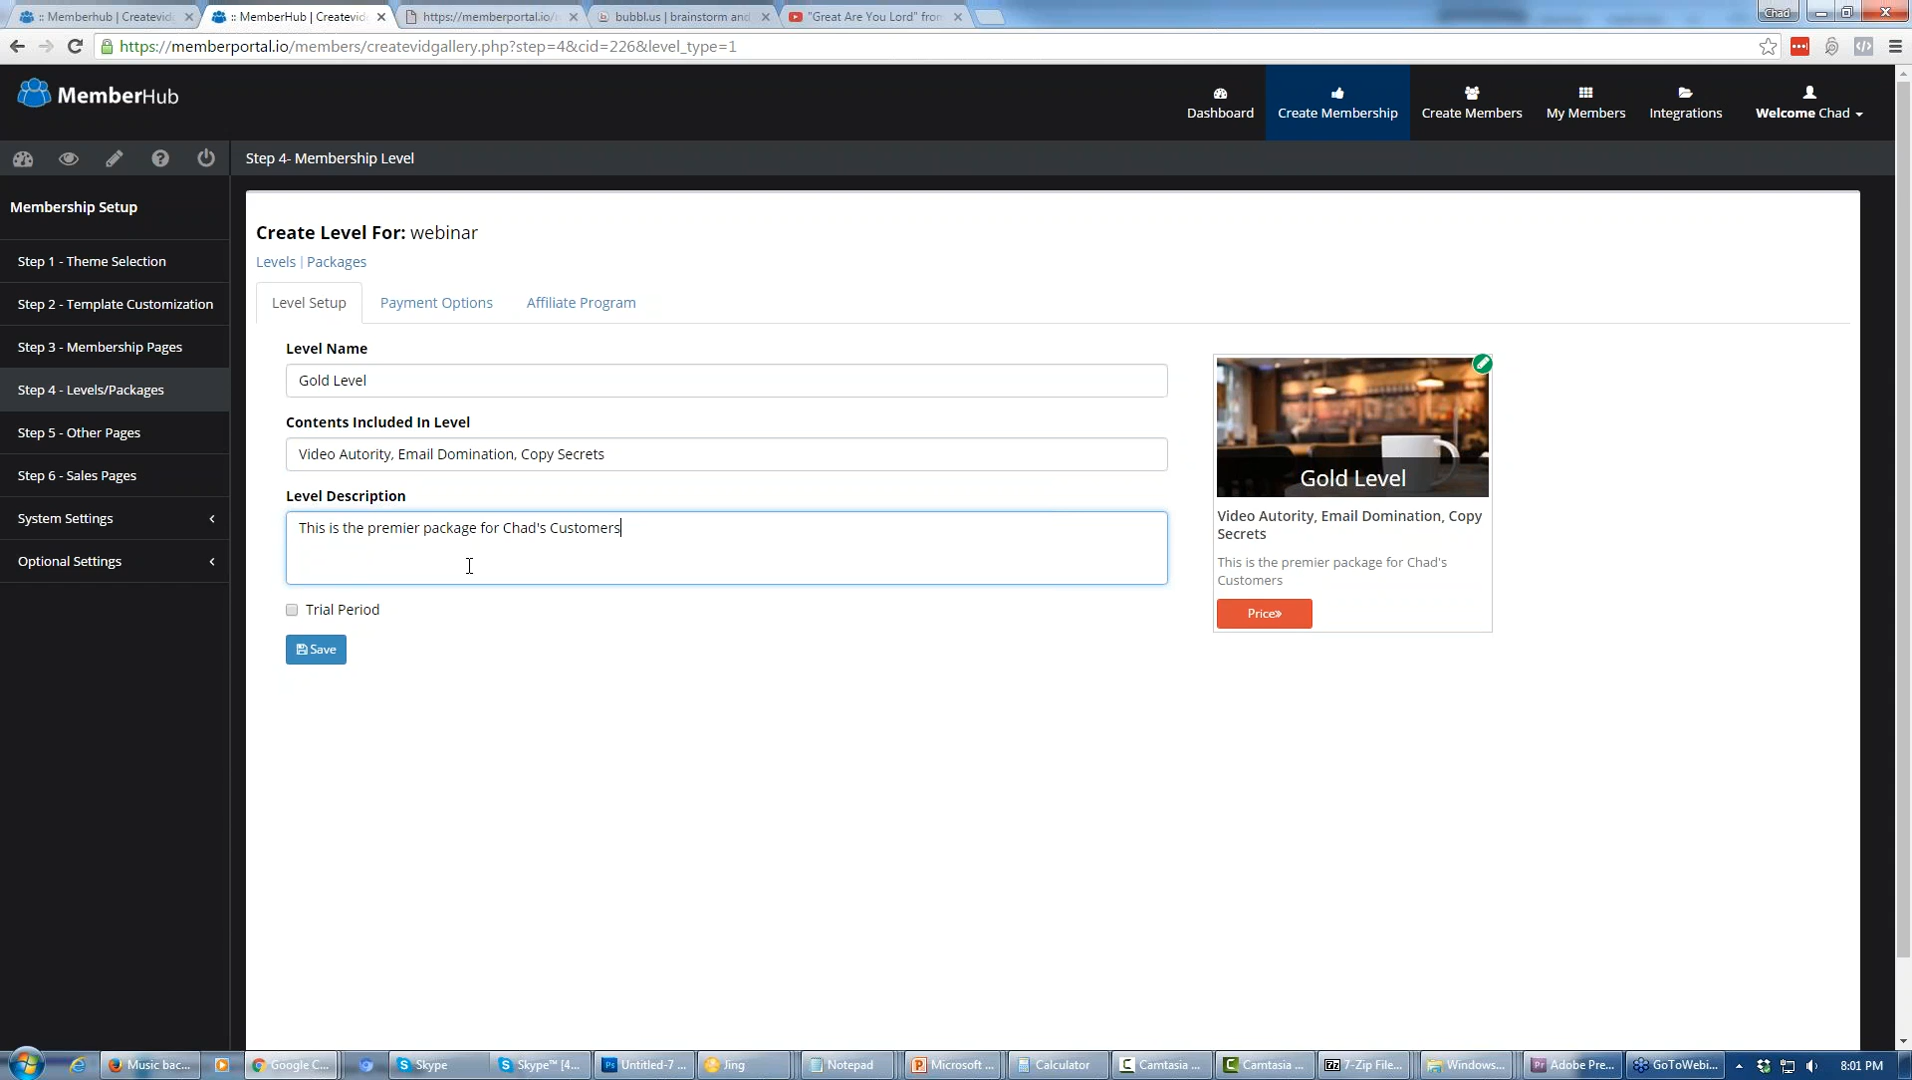 :: MemberHub | Createvid
:: MemberHub | Createvid
https://memberportal.io/
bubbl.us | brainstorm and
"Great Are You Lord" from
Chad
https://memberportal.io/members/createvidgallery.php?step=4&cid=226&level_type=1
MemberHub
Dashboard
Create Membership
Create Members
My Members
Integrations
Welcome Chad
Step 4- Membership Level
Membership Setup
Step 1 - Theme Selection
Step 2 - Template Customization
Step 3 - Membership Pages
Step 4 - Levels/Packages
Step 5 - Other Pages
Step 6 - Sales Pages
System Settings
Optional Settings
Create Level For: webinar
Levels | Packages
Level Setup
Payment Options
Affiliate Program
Level Name
Gold Level
Contents Included In Level
Video Autority, Email Domination, Copy Secrets
Level Description
This is the premier package for Chad's Customers
Trial Period
Save
Gold Level
Video Autority, Email Domination, Copy
Secrets
This is the premier package for Chad's
Customers
Price»
Music bac...
Google C...
Skype
Skype™ [4...
Untitled-7 ...
Jing
Notepad
Microsoft ...
Calculator
Camtasia ...
Camtasia ...
7-Zip File...
Windows...
Adobe Pre...
GoToWebi...
8:01 PM